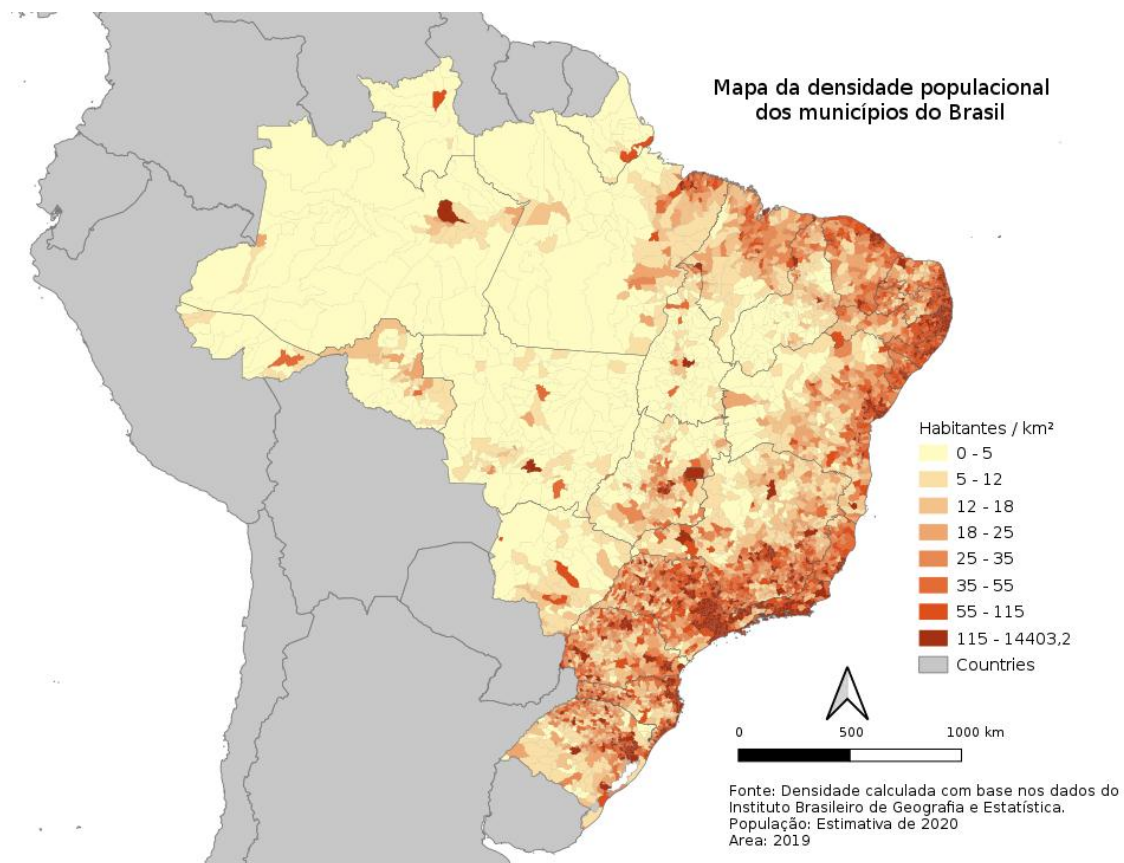 Mapa da densidade populacional
dos municípios do Brasil
Habitantes / km²
0 - 5
5 - 12
12 - 18
18 - 25
25 - 35
35 - 55
55 - 115
115 - 14403,2
Countries
0 500 1000 km
Fonte: Densidade calculada com base nos dados do
Instituto Brasileiro de Geografia e Estatística.
População: Estimativa de 2020
Area: 2019